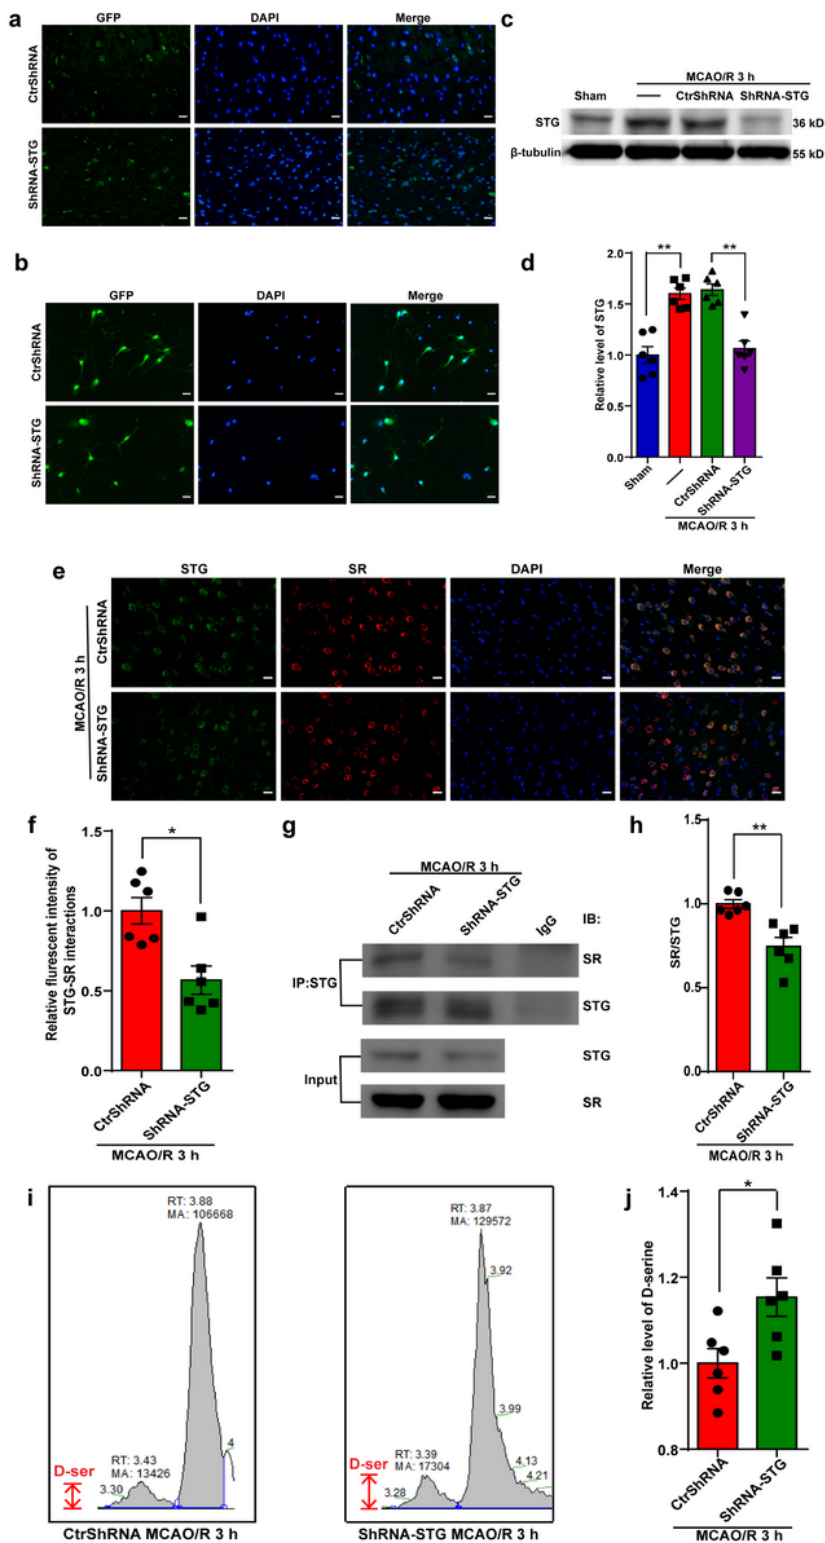 a
GFP DAPI Merge
CtrShRNA
ShRNA-STG
b
GFP DAPI Merge
CtrShRNA
ShRNA-STG
c
MCAO/R 3 h
Sham — CtrShRNA ShRNA-STG
STG 36 kD
β-tubulin 55 kD
d
Relative level of STG
2.0
1.5
1.0
0.5
0.0
** **
Sham — CtrShRNA ShRNA-STG
MCAO/R 3 h
e
STG SR DAPI Merge
MCAO/R 3 h
CtrShRNA
ShRNA-STG
f
Relative flurescent intensity of
STG-SR interactions
1.5
1.0
0.5
0.0
*
CtrShRNA ShRNA-STG
MCAO/R 3 h
g
MCAO/R 3 h
CtrShRNA ShRNA-STG IgG IB:
IP:STG
SR
STG
Input
STG
SR
h
SR/STG
1.5
1.0
0.5
0.0
**
CtrShRNA ShRNA-STG
MCAO/R 3 h
i
RT: 3.88
MA: 106668
RT: 3.43
MA: 13426
3.30
4
D-ser
CtrShRNA MCAO/R 3 h
RT: 3.87
MA: 129572
3.92
3.99
4.13
4.21
RT: 3.39
MA: 17304
3.28
D-ser
ShRNA-STG MCAO/R 3 h
j
Relative level of D-serine
1.4
1.2
1.0
0.8
*
CtrShRNA ShRNA-STG
MCAO/R 3 h